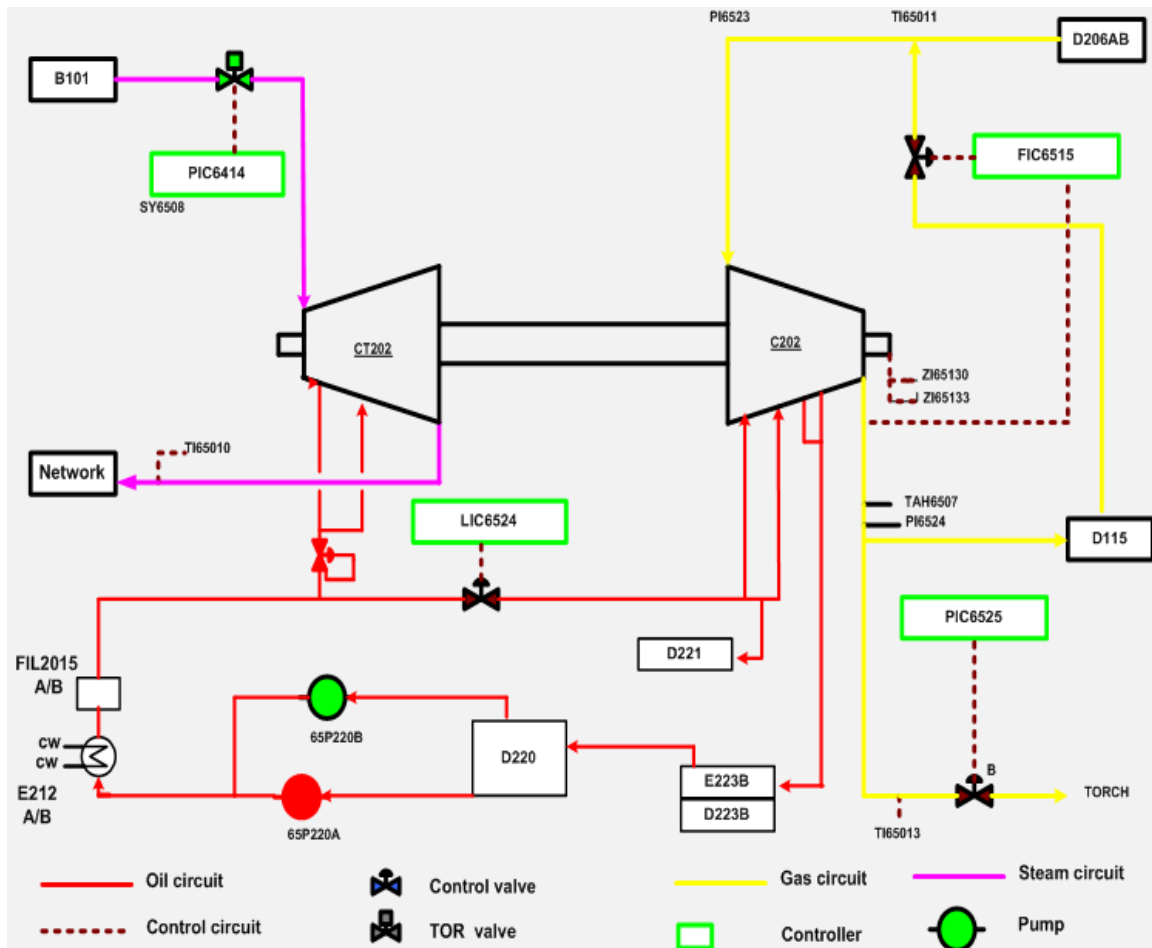 PI6523
TI65011
D206AB
B101
PIC6414
SY6508
FIC6515
CT202
C202
ZI65130
ZI65133
TI65010
Network
LIC6524
TAH6507
PI6524
D115
PIC6525
D221
FIL2015
A/B
65P220B
D220
CW
CW
E212
A/B
65P220A
E223B
D223B
B
TORCH
TI65013
Oil circuit
Control valve
Gas circuit
Steam circuit
Control circuit
TOR valve
Controller
Pump